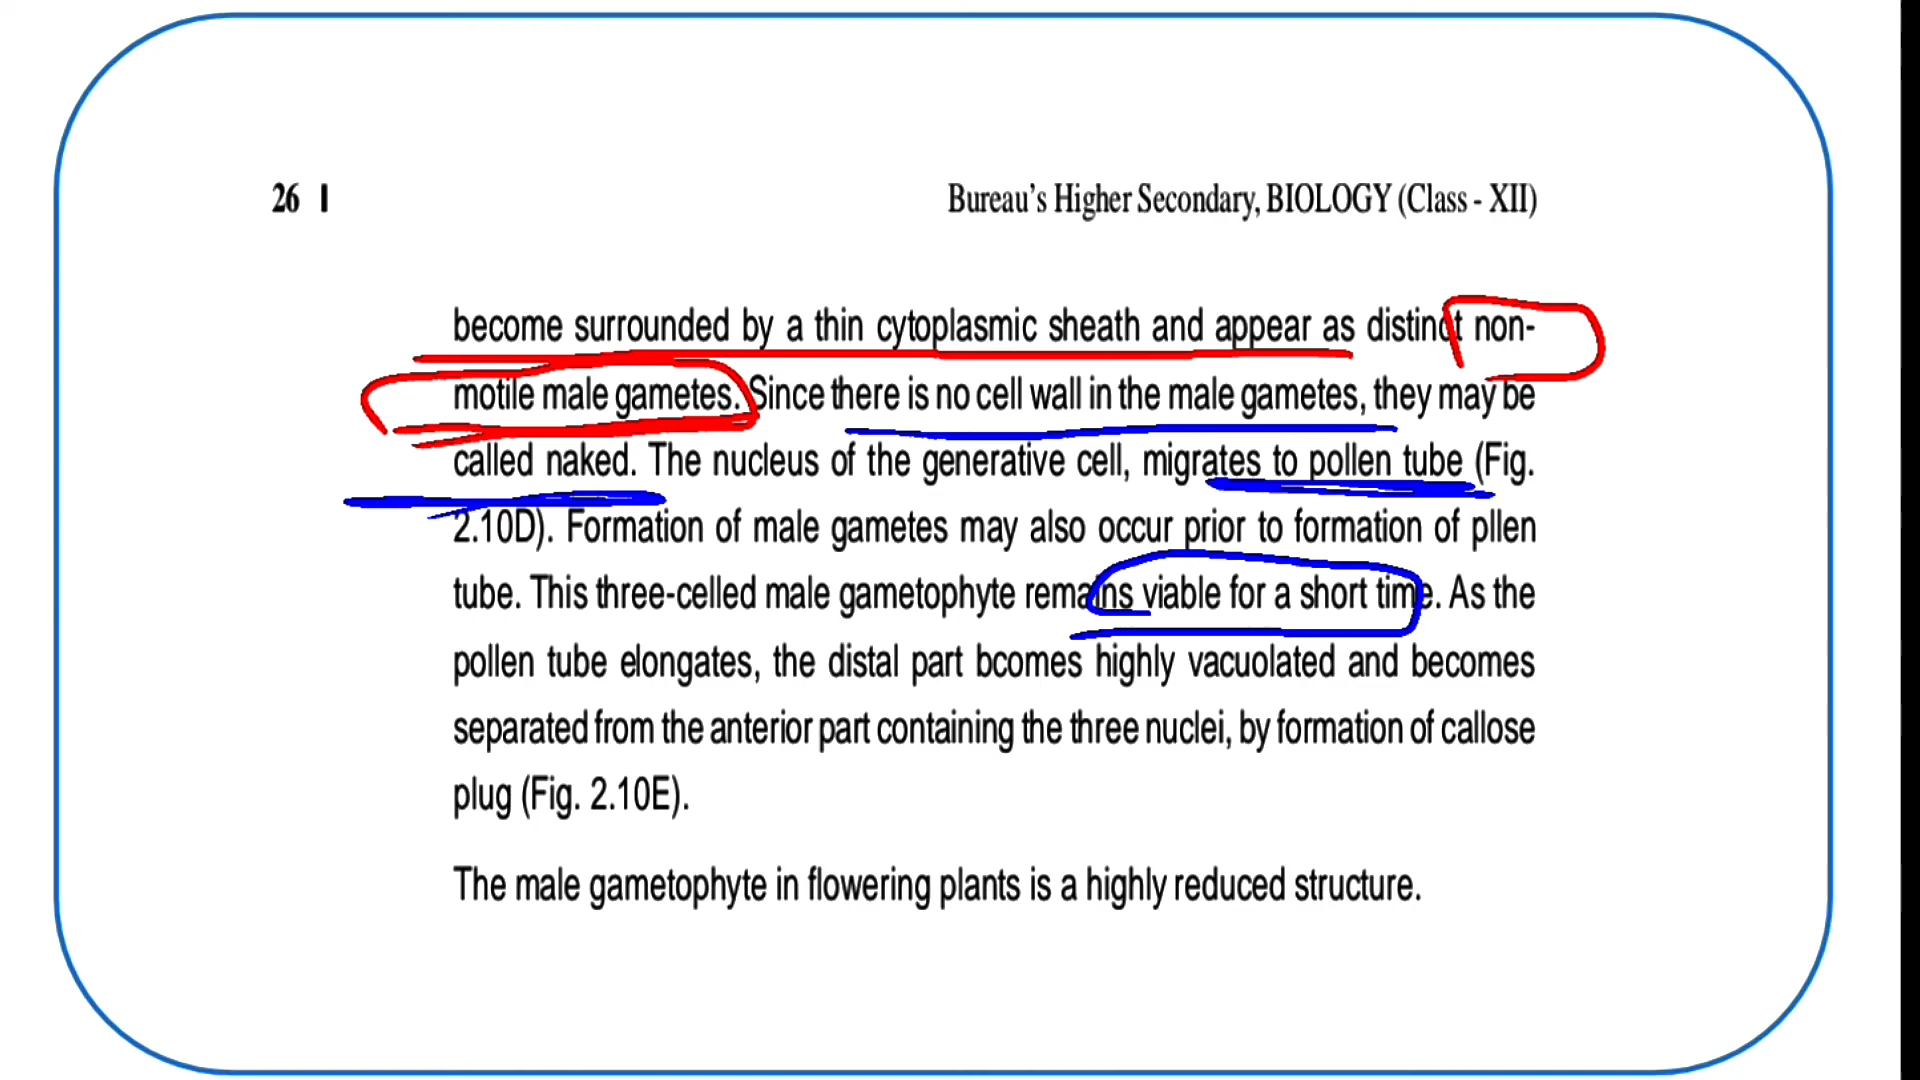 26 I Bureau's Higher Secondary, BIOLOGY (Class - XII)
become surrounded by a thin cytoplasmic sheath and appear as distinct non-
motile male gametes. Since there is no cell wall in the male gametes, they may be
called naked. The nucleus of the generative cell, migrates to pollen tube (Fig.
2.10D). Formation of male gametes may also occur prior to formation of pllen
tube. This three-celled male gametophyte remains viable for a short time. As the
pollen tube elongates, the distal part bcomes highly vacuolated and becomes
separated from the anterior part containing the three nuclei, by formation of callose
plug (Fig. 2.10E).
The male gametophyte in flowering plants is a highly reduced structure.